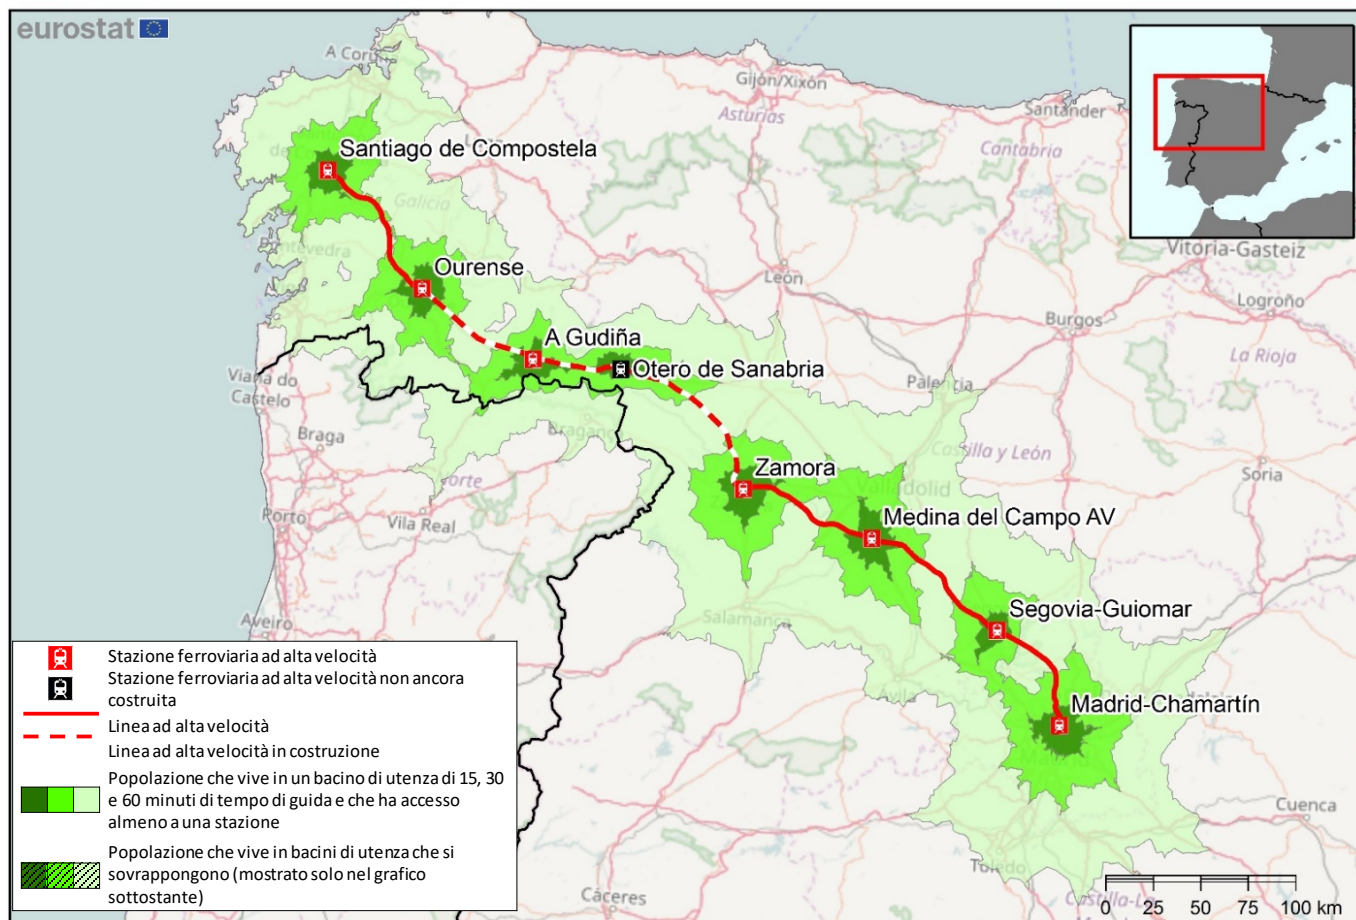 eurostat
A Coru
Gijón/Xixón
Santander
Asturias
Cantabria
Santiago de Compostela
Galicia
Vitoria-Gasteiz
Pontevedra
León
Ourense
Logroño
Burgos
A Gudiña
La Rioja
Otero de Sanabria
Viana do
Castelo
Palencia
Bragança
Braga
Castilla y León
Zamora
Soria
Valladolid
orte
Porto
Vila Real
Medina del Campo AV
Salamanca
Segovia-Guiomar
Aveiro
Ávila
Madrid-Chamartín
Madrid
Cuenca
Toledo
Cáceres
Castilla-L
Stazione ferroviaria ad alta velocità
Stazione ferroviaria ad alta velocità non ancora
costruita
Linea ad alta velocità
Linea ad alta velocità in costruzione
Popolazione che vive in un bacino di utenza di 15, 30
e 60 minuti di tempo di guida e che ha accesso
almeno a una stazione
Popolazione che vive in bacini di utenza che si
sovrappongono (mostrato solo nel grafico
sottostante)
0 25 50 75 100 km